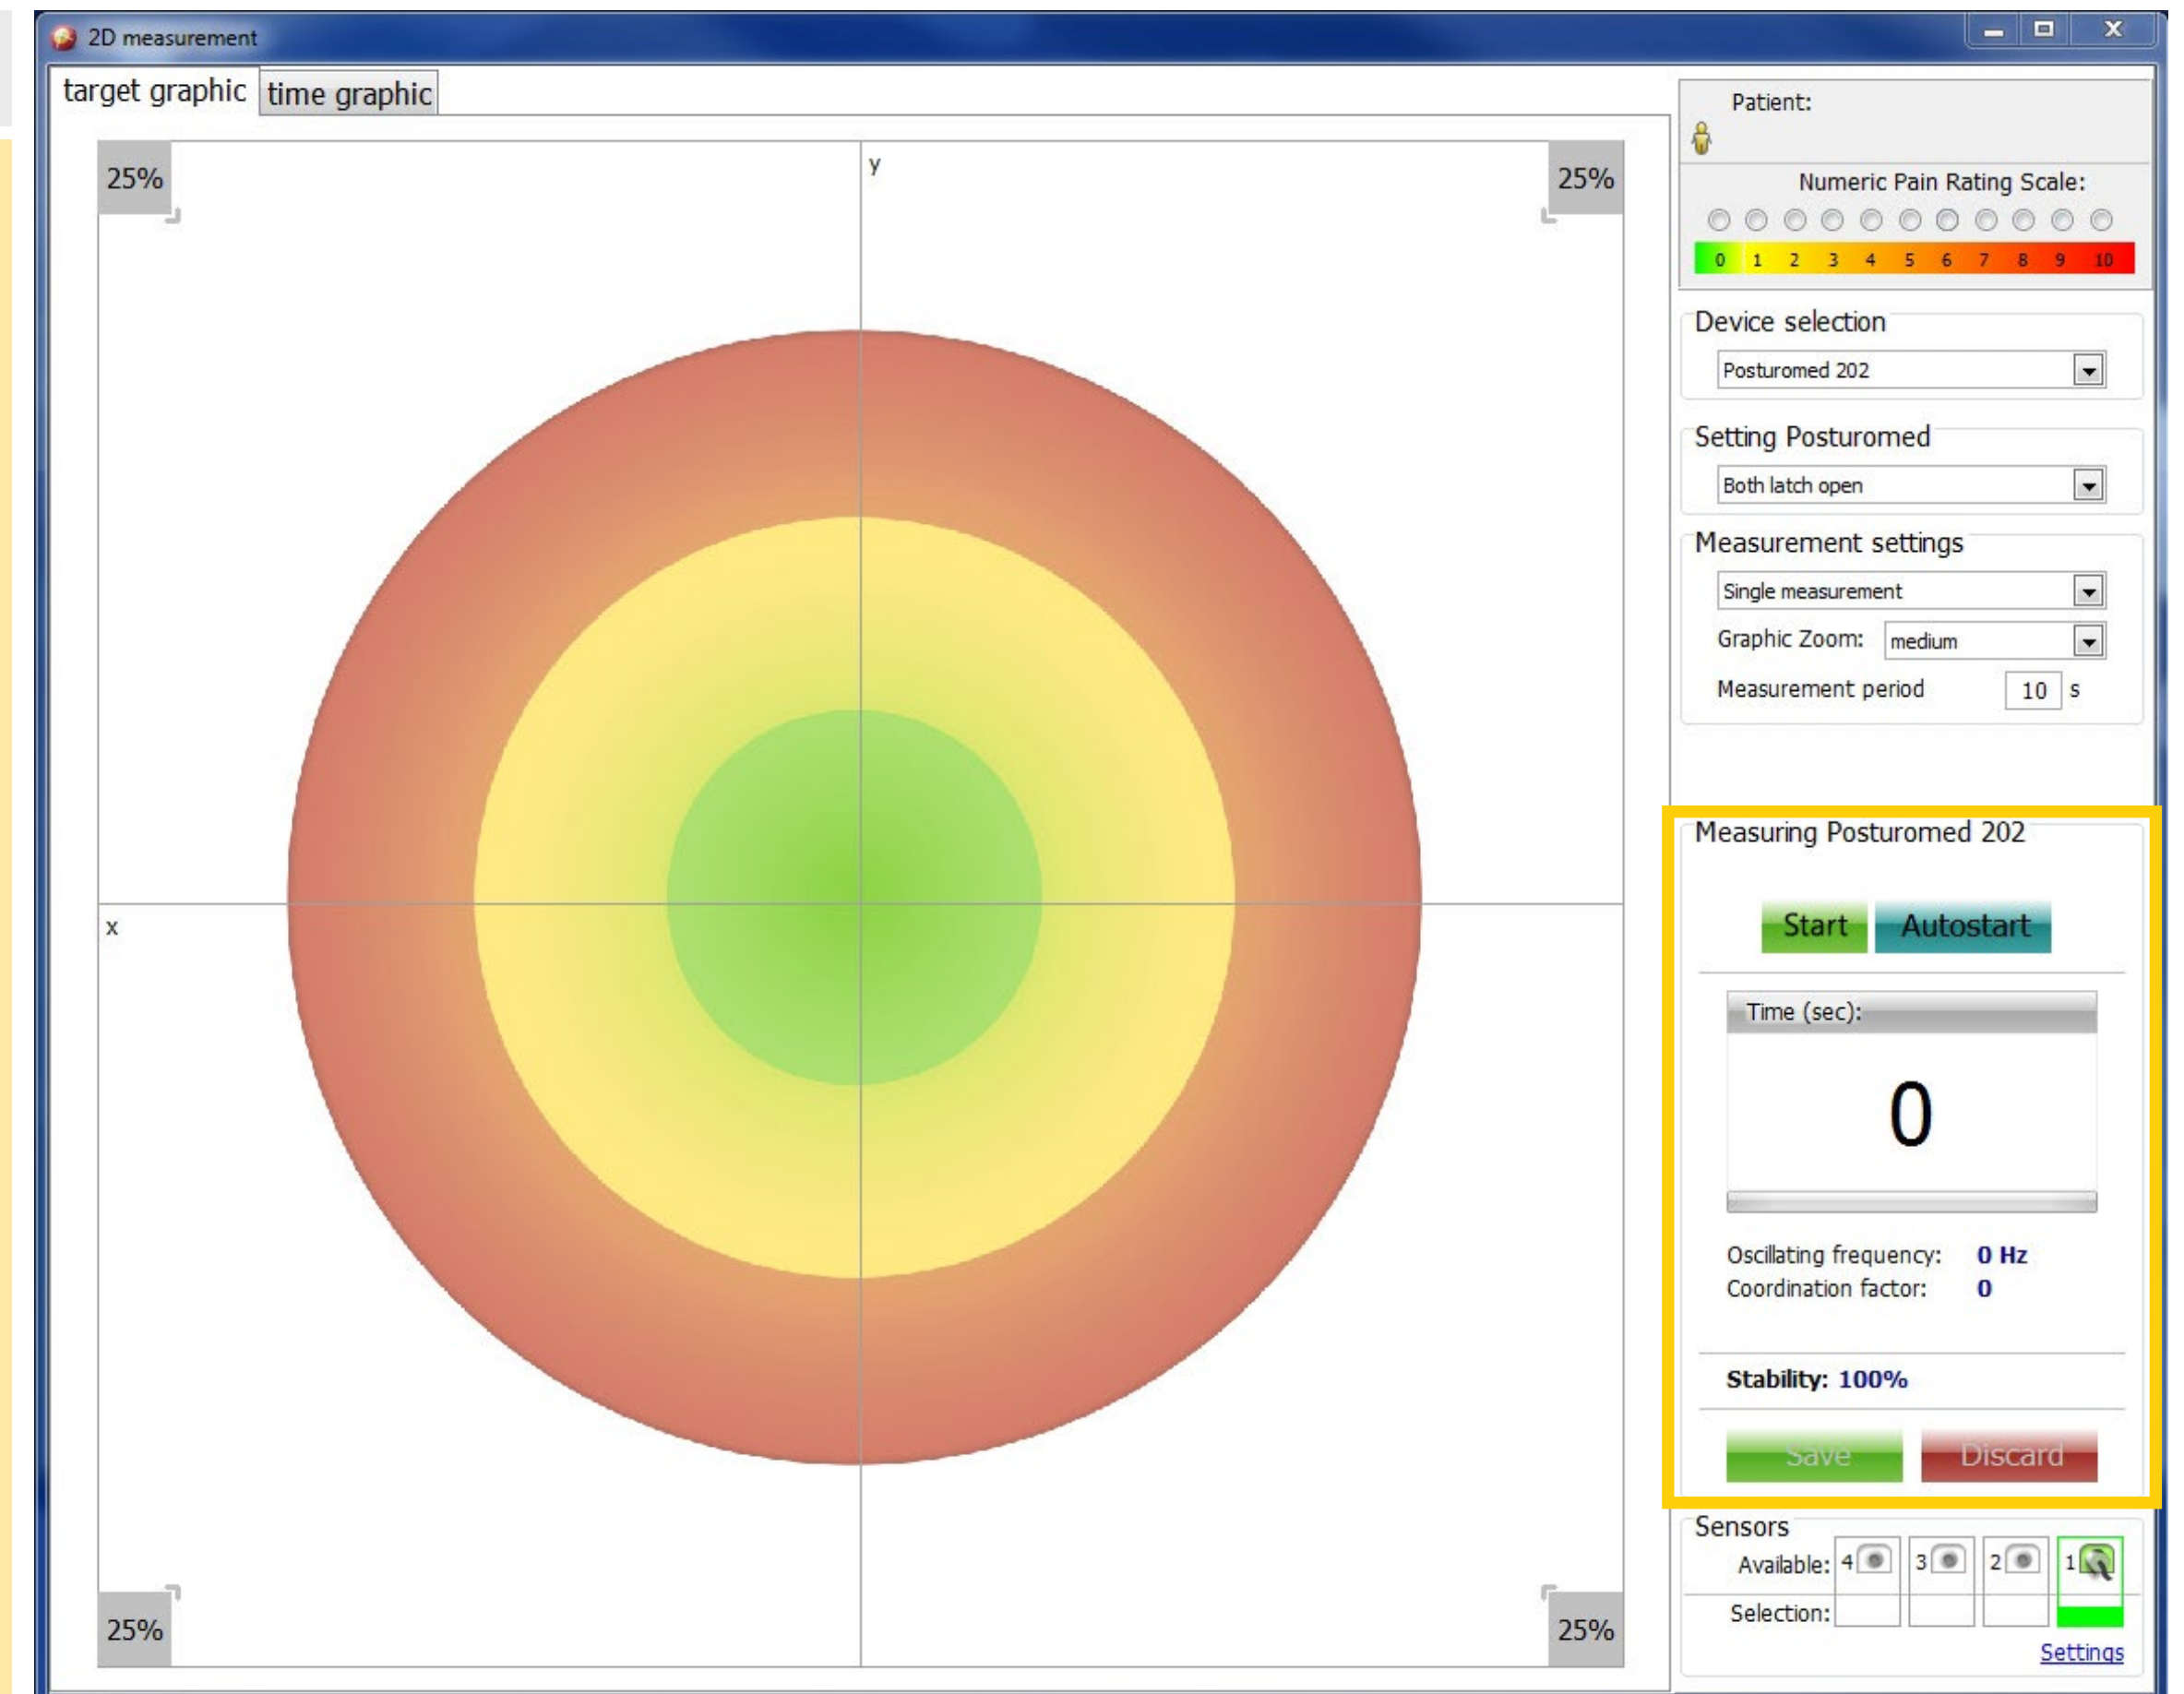 2D measurement
target graphic time graphic
25%
y
25%
x
25%
25%
Patient:
Numeric Pain Rating Scale:
0 1 2 3 4 5 6 7 8 9 10
Device selection
Posturomed 202
Setting Posturomed
Both latch open
Measurement settings
Single measurement
Graphic Zoom: medium
Measurement period 10 s
Measuring Posturomed 202
Start Autostart
Time (sec):
0
Oscillating frequency: 0 Hz
Coordination factor: 0
Stability: 100%
Save Discard
Sensors
Available: 4 3 2 1
Selection:
Settings